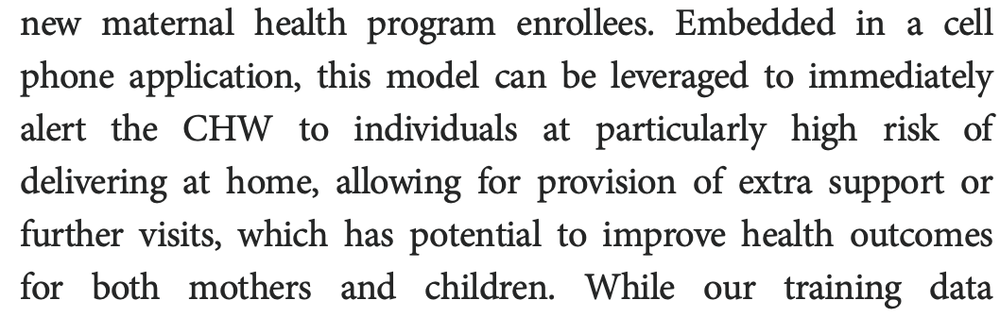 new maternal health program enrollees. Embedded in a cell
phone application, this model can be leveraged to immediately
alert the CHW to individuals at particularly high risk of
delivering at home, allowing for provision of extra support or
further visits, which has potential to improve health outcomes
for both mothers and children. While our training data